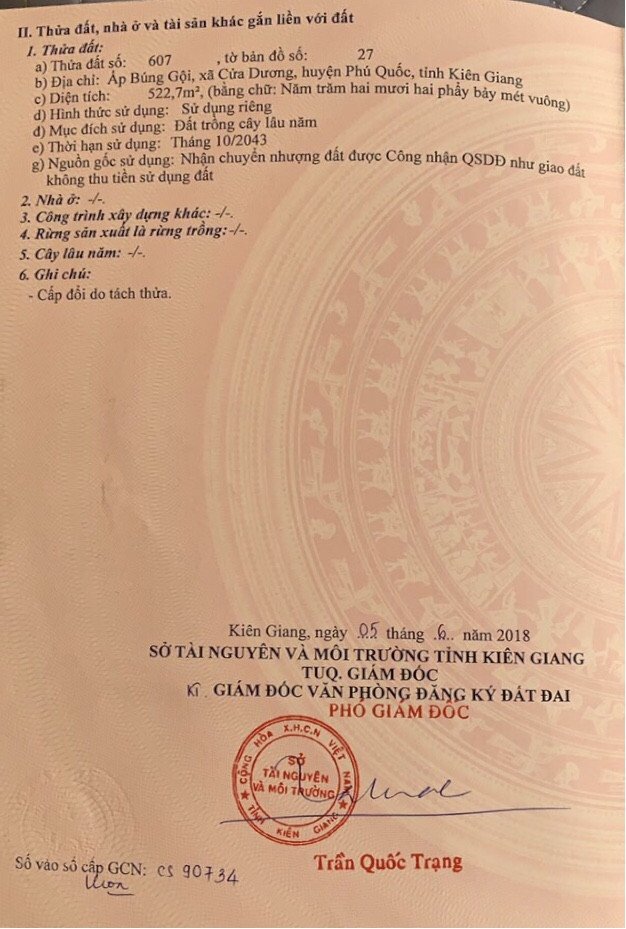 II. Thửa đất, nhà ở và tài sản khác gắn liền với đất
1. Thửa đất:
a) Thửa đất số: 607 , tờ bản đồ số: 27
b) Địa chỉ: Ấp Búng Gội, xã Cửa Dương, huyện Phú Quốc, tỉnh Kiên Giang
c) Diện tích: 522,7m², (bằng chữ: Năm trăm hai mươi hai phẩy bảy mét vuông)
d) Hình thức sử dụng: Sử dụng riêng
đ) Mục đích sử dụng: Đất trồng cây lâu năm
e) Thời hạn sử dụng: Tháng 10/2043
g) Nguồn gốc sử dụng: Nhận chuyển nhượng đất được Công nhận QSDĐ như giao đất
không thu tiền sử dụng đất
2. Nhà ở: -/-.
3. Công trình xây dựng khác: -/-.
4. Rừng sản xuất là rừng trồng: -/-.
5. Cây lâu năm: -/-.
6. Ghi chú:
- Cấp đổi do tách thửa.
Kiên Giang, ngày 05 tháng 6 năm 2018
SỞ TÀI NGUYÊN VÀ MÔI TRƯỜNG TỈNH KIÊN GIANG
TUQ. GIÁM ĐỐC
KT. GIÁM ĐỐC VĂN PHÒNG ĐĂNG KÝ ĐẤT ĐAI
PHÓ GIÁM ĐỐC
CỘNG HÒA X.H.C.N VIỆT NAM
SỞ
TÀI NGUYÊN
VÀ MÔI TRƯỜNG
TỈNH KIÊN GIANG
Trần Quốc Trạng
Số vào sổ cấp GCN: CS 90734